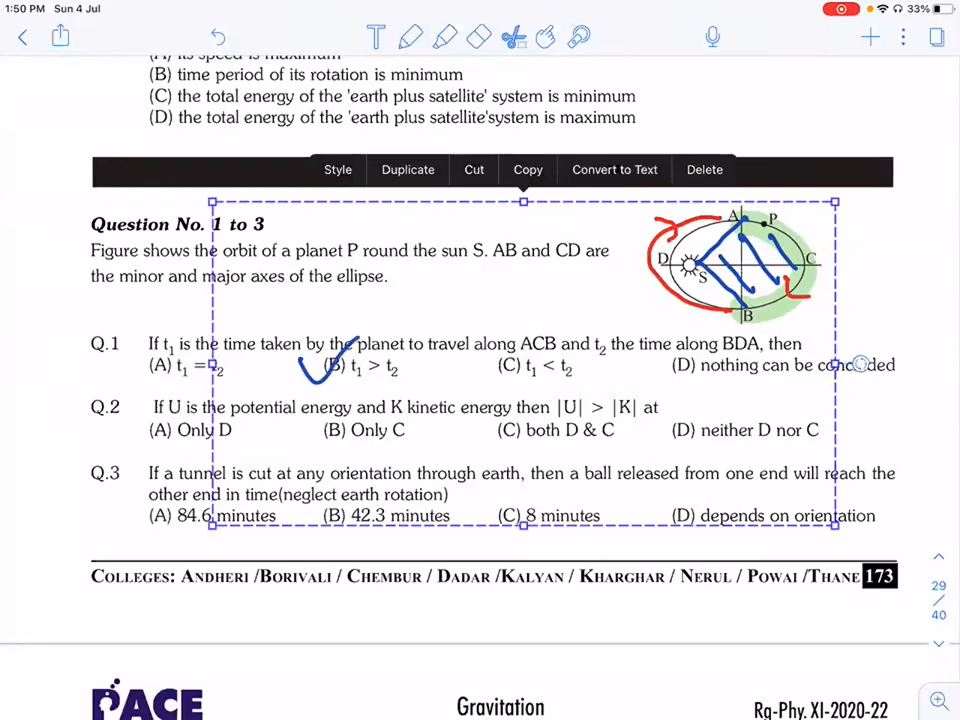 1:50 PM Sun 4 Jul
33%
(A) its speed is maximum
(B) time period of its rotation is minimum
(C) the total energy of the 'earth plus satellite' system is minimum
(D) the total energy of the 'earth plus satellite'system is maximum
Style Duplicate Cut Copy Convert to Text Delete
Question No. 1 to 3
Figure shows the orbit of a planet P round the sun S. AB and CD are
the minor and major axes of the ellipse.
A P
D C
S
B
Q.1 If t1 is the time taken by the planet to travel along ACB and t2 the time along BDA, then
(A) t1 = t2 (B) t1 > t2 (C) t1 < t2 (D) nothing can be concluded
Q.2 If U is the potential energy and K kinetic energy then |U| > |K| at
(A) Only D (B) Only C (C) both D & C (D) neither D nor C
Q.3 If a tunnel is cut at any orientation through earth, then a ball released from one end will reach the
other end in time(neglect earth rotation)
(A) 84.6 minutes (B) 42.3 minutes (C) 8 minutes (D) depends on orientation
COLLEGES: ANDHERI /BORIVALI / CHEMBUR / DADAR /KALYAN / KHARGHAR / NERUL / POWAI /THANE 173
29
/
40
PACE Gravitation Rg-Phy. XI-2020-22